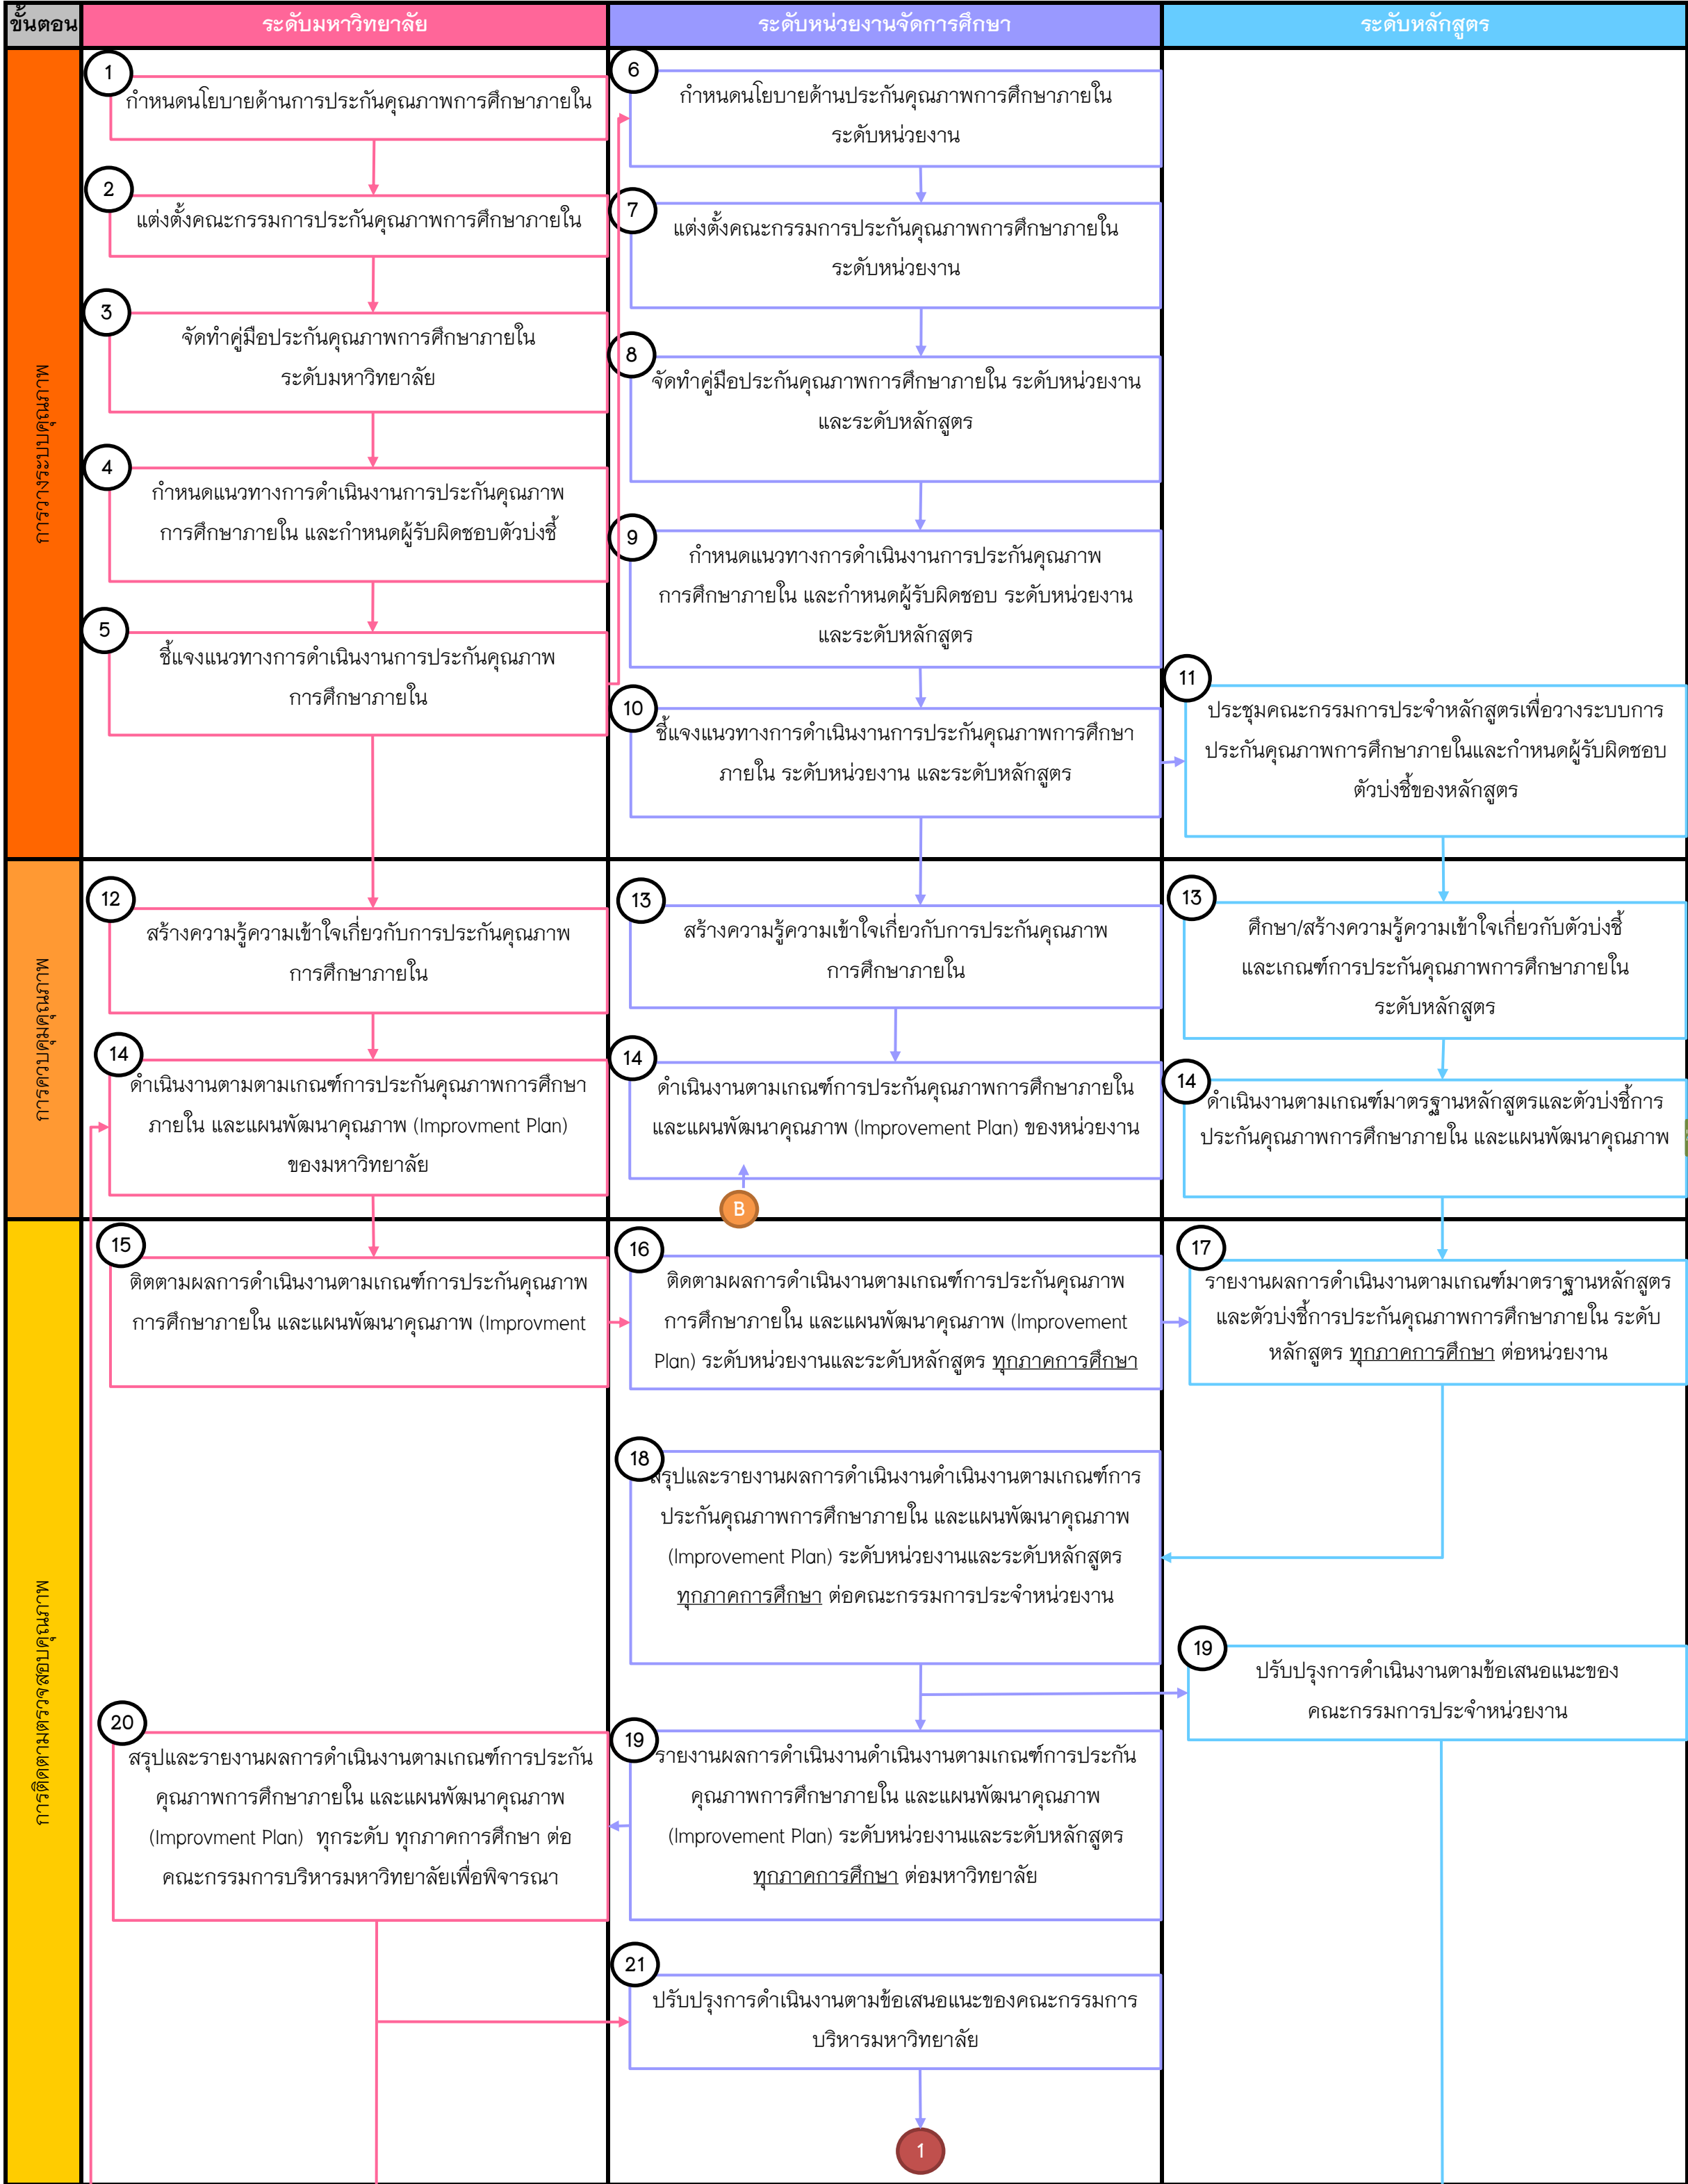 ขั้นตอน
ระดับมหาวิทยาลัย
ระดับหน่วยงานจัดการศึกษา
ระดับหลักสูตร
การวางระบบคุณภาพ
1
กำหนดนโยบายด้านการประกันคุณภาพการศึกษาภายใน
2
แต่งตั้งคณะกรรมการประกันคุณภาพการศึกษาภายใน
3
จัดทำคู่มือประกันคุณภาพการศึกษาภายใน
ระดับมหาวิทยาลัย
4
กำหนดแนวทางการดำเนินงานการประกันคุณภาพ
การศึกษาภายใน และกำหนดผู้รับผิดชอบตัวบ่งชี้
5
ชี้แจงแนวทางการดำเนินงานการประกันคุณภาพ
การศึกษาภายใน
6
กำหนดนโยบายด้านประกันคุณภาพการศึกษาภายใน
ระดับหน่วยงาน
7
แต่งตั้งคณะกรรมการประกันคุณภาพการศึกษาภายใน
ระดับหน่วยงาน
8
จัดทำคู่มือประกันคุณภาพการศึกษาภายใน ระดับหน่วยงาน
และระดับหลักสูตร
9
กำหนดแนวทางการดำเนินงานการประกันคุณภาพ
การศึกษาภายใน และกำหนดผู้รับผิดชอบ ระดับหน่วยงาน
และระดับหลักสูตร
10
ชี้แจงแนวทางการดำเนินงานการประกันคุณภาพการศึกษา
ภายใน ระดับหน่วยงาน และระดับหลักสูตร
11
ประชุมคณะกรรมการประจำหลักสูตรเพื่อวางระบบการ
ประกันคุณภาพการศึกษาภายในและกำหนดผู้รับผิดชอบ
ตัวบ่งชี้ของหลักสูตร
การควบคุมคุณภาพ
12
สร้างความรู้ความเข้าใจเกี่ยวกับการประกันคุณภาพ
การศึกษาภายใน
13
สร้างความรู้ความเข้าใจเกี่ยวกับการประกันคุณภาพ
การศึกษาภายใน
13
ศึกษา/สร้างความรู้ความเข้าใจเกี่ยวกับตัวบ่งชี้
และเกณฑ์การประกันคุณภาพการศึกษาภายใน
ระดับหลักสูตร
14
ดำเนินงานตามตามเกณฑ์การประกันคุณภาพการศึกษา
ภายใน และแผนพัฒนาคุณภาพ (Improvment Plan)
ของมหาวิทยาลัย
14
ดำเนินงานตามเกณฑ์การประกันคุณภาพการศึกษาภายใน
และแผนพัฒนาคุณภาพ (Improvement Plan) ของหน่วยงาน
B
14
ดำเนินงานตามเกณฑ์มาตรฐานหลักสูตรและตัวบ่งชี้การ
ประกันคุณภาพการศึกษาภายใน และแผนพัฒนาคุณภาพ
การติดตามตรวจสอบคุณภาพ
15
ติตตามผลการดำเนินงานตามเกณฑ์การประกันคุณภาพ
การศึกษาภายใน และแผนพัฒนาคุณภาพ (Improvment
16
ติดตามผลการดำเนินงานตามเกณฑ์การประกันคุณภาพ
การศึกษาภายใน และแผนพัฒนาคุณภาพ (Improvement
Plan) ระดับหน่วยงานและระดับหลักสูตร ทุกภาคการศึกษา
17
รายงานผลการดำเนินงานตามเกณฑ์มาตราฐานหลักสูตร
และตัวบ่งชี้การประกันคุณภาพการศึกษาภายใน ระดับ
หลักสูตร ทุกภาคการศึกษา ต่อหน่วยงาน
18
สรุปและรายงานผลการดำเนินงานดำเนินงานตามเกณฑ์การ
ประกันคุณภาพการศึกษาภายใน และแผนพัฒนาคุณภาพ
(Improvement Plan) ระดับหน่วยงานและระดับหลักสูตร
ทุกภาคการศึกษา ต่อคณะกรรมการประจำหน่วยงาน
19
ปรับปรุงการดำเนินงานตามข้อเสนอแนะของ
คณะกรรมการประจำหน่วยงาน
20
สรุปและรายงานผลการดำเนินงานตามเกณฑ์การประกัน
คุณภาพการศึกษาภายใน และแผนพัฒนาคุณภาพ
(Improvment Plan) ทุกระดับ ทุกภาคการศึกษา ต่อ
คณะกรรมการบริหารมหาวิทยาลัยเพื่อพิจารณา
19
รายงานผลการดำเนินงานดำเนินงานตามเกณฑ์การประกัน
คุณภาพการศึกษาภายใน และแผนพัฒนาคุณภาพ
(Improvement Plan) ระดับหน่วยงานและระดับหลักสูตร
ทุกภาคการศึกษา ต่อมหาวิทยาลัย
21
ปรับปรุงการดำเนินงานตามข้อเสนอแนะของคณะกรรมการ
บริหารมหาวิทยาลัย
1